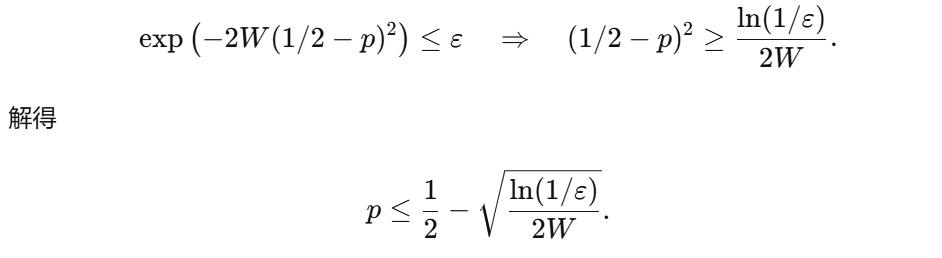 exp(−2W(1/2 − p)²) ≤ ε ⇒ (1/2 − p)² ≥ ln(1/ε)/2W.
解得
p ≤ 1/2 − √(ln(1/ε)/2W).